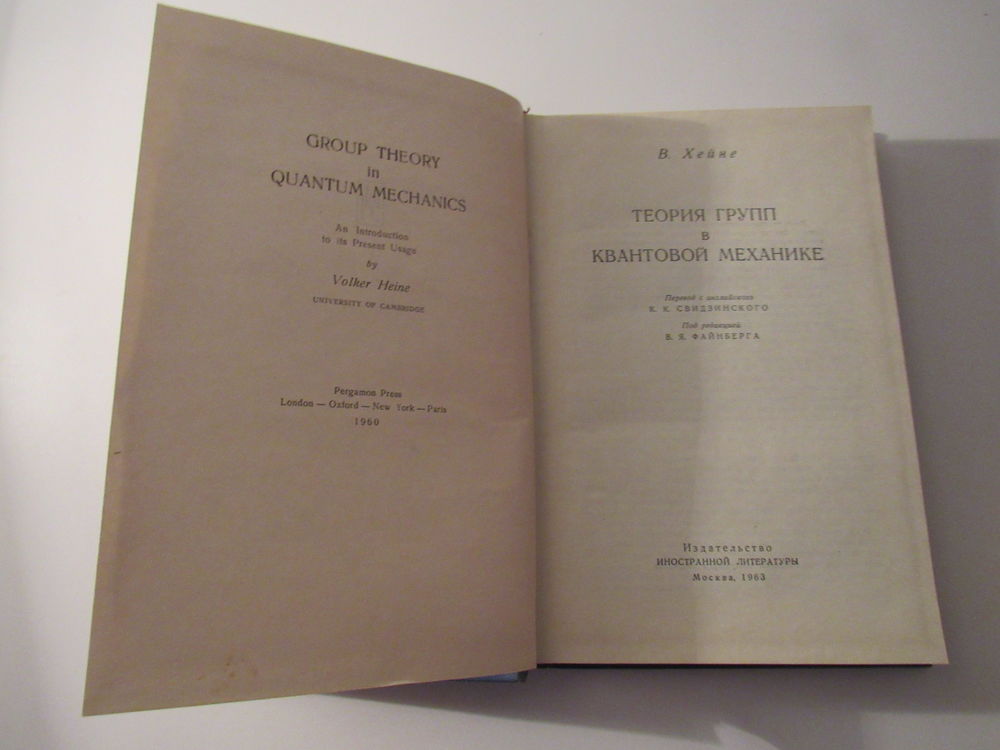 GROUP THEORY
in
QUANTUM MECHANICS
An Introduction
to its Present Usage
by
Volker Heine
UNIVERSITY OF CAMBRIDGE
Pergamon Press
London — Oxford — New York — Paris
1960
В. Хейне
ТЕОРИЯ ГРУПП
В
КВАНТОВОЙ МЕХАНИКЕ
Перевод с английского
К. К. СВИДЗИНСКОГО
Под редакцией
В. Я. ФАЙНБЕРГА
Издательство
ИНОСТРАННОЙ ЛИТЕРАТУРЫ
Москва, 1963